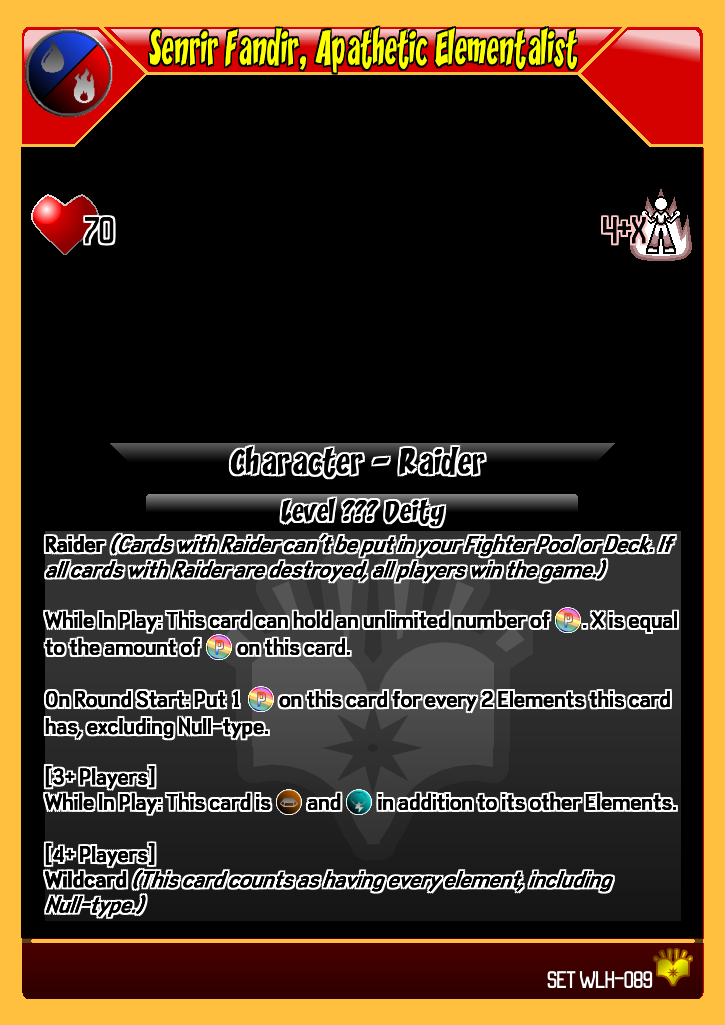 Senrir Fandir, Apathetic Elementalist
70
4+X
Character - Raider
Level ??? Deity
Raider (Cards with Raider can't be put in your Fighter Pool or Deck. If
all cards with Raider are destroyed, all players win the game.)
While In Play: This card can hold an unlimited number of P. X is equal
to the amount of P on this card.
On Round Start: Put 1 P on this card for every 2 Elements this card
has, excluding Null-type.
[3+ Players]
While In Play: This card is and in addition to its other Elements.
[4+ Players]
Wildcard (This card counts as having every element, including
Null-type.)
SET WLH-089